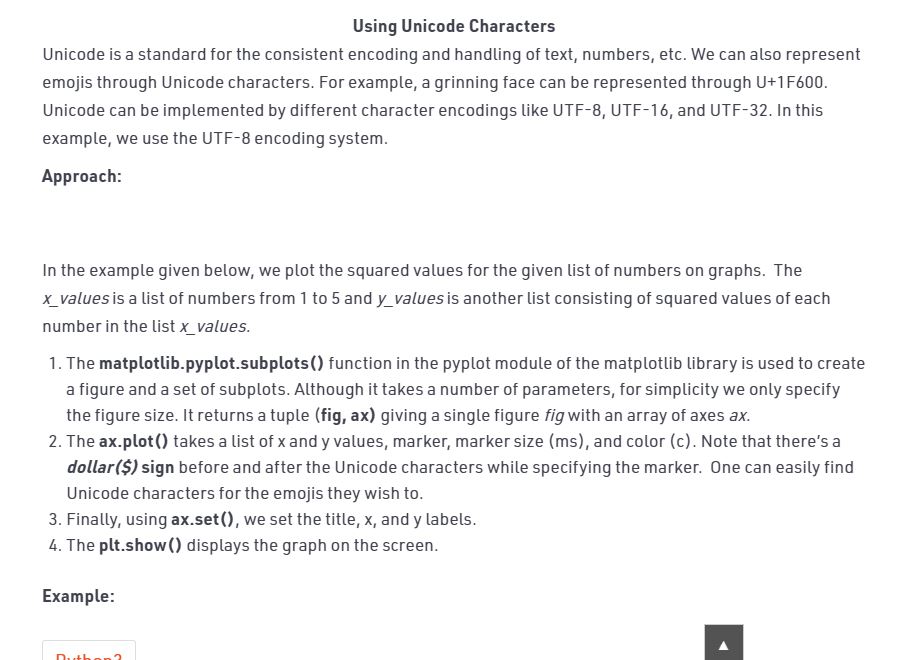 Using Unicode Characters
Unicode is a standard for the consistent encoding and handling of text, numbers, etc. We can also represent
emojis through Unicode characters. For example, a grinning face can be represented through U+1F600.
Unicode can be implemented by different character encodings like UTF-8, UTF-16, and UTF-32. In this
example, we use the UTF-8 encoding system.
Approach:
In the example given below, we plot the squared values for the given list of numbers on graphs.  The
x_values is a list of numbers from 1 to 5 and y_values is another list consisting of squared values of each
number in the list x_values.
1. The matplotlib.pyplot.subplots() function in the pyplot module of the matplotlib library is used to create
a figure and a set of subplots. Although it takes a number of parameters, for simplicity we only specify
the figure size. It returns a tuple (fig, ax) giving a single figure fig with an array of axes ax.
2. The ax.plot() takes a list of x and y values, marker, marker size (ms), and color (c). Note that there's a
dollar($) sign before and after the Unicode characters while specifying the marker.  One can easily find
Unicode characters for the emojis they wish to.
3. Finally, using ax.set(), we set the title, x, and y labels.
4. The plt.show() displays the graph on the screen.
Example:
Python3